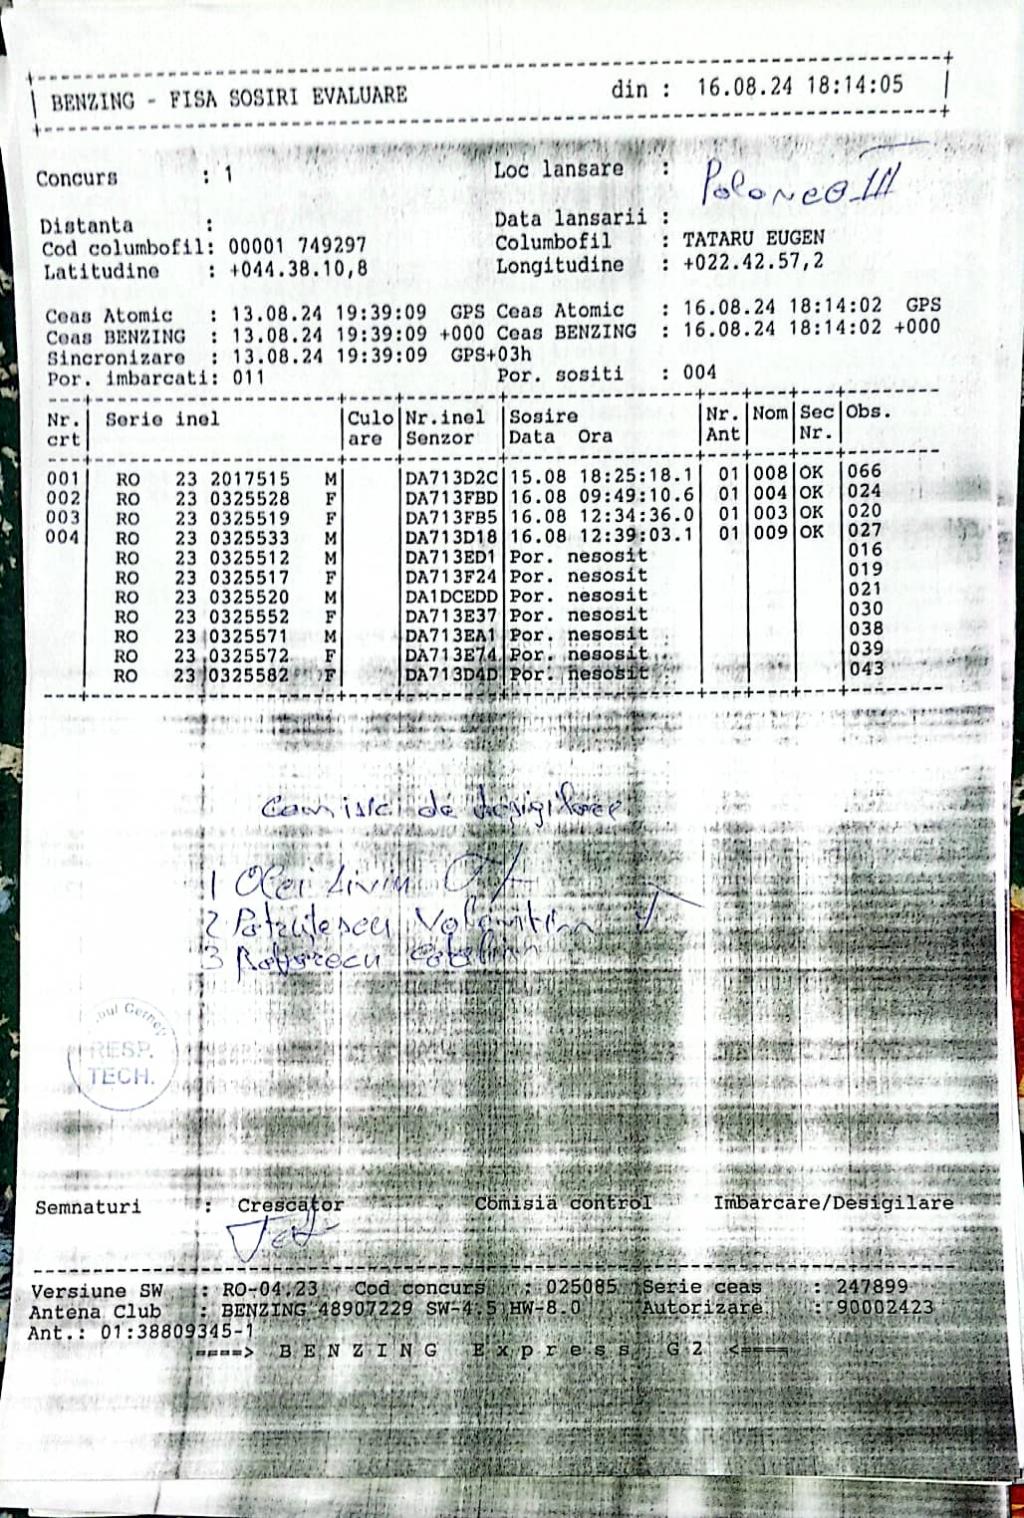 BENZING - FISA SOSIRI EVALUARE din : 16.08.24 18:14:05
Concurs : 1 Loc lansare : Polonea III
Distanta : Data lansarii :
Cod columbofil: 00001 749297 Columbofil : TATARU EUGEN
Latitudine : +044.38.10,8 Longitudine : +022.42.57,2
Ceas Atomic : 13.08.24 19:39:09 GPS Ceas Atomic : 16.08.24 18:14:02 GPS
Ceas BENZING : 13.08.24 19:39:09 +000 Ceas BENZING : 16.08.24 18:14:02 +000
Sincronizare : 13.08.24 19:39:09 GPS+03h
Por. imbarcati: 011 Por. sositi : 004
Nr. Serie inel Culo Nr.inel Sosire Nr. Nom Sec Obs.
crt are Senzor Data Ora Ant Nr.
001 RO 23 2017515 M DA713D2C 15.08 18:25:18.1 01 008 OK 066
002 RO 23 0325528 F DA713FBD 16.08 09:49:10.6 01 004 OK 024
003 RO 23 0325519 F DA713FB5 16.08 12:34:36.0 01 003 OK 020
004 RO 23 0325533 M DA713D18 16.08 12:39:03.1 01 009 OK 027
RO 23 0325512 M DA713ED1 Por. nesosit 016
RO 23 0325517 F DA713F24 Por. nesosit 019
RO 23 0325520 M DA1DCEDD Por. nesosit 021
RO 23 0325552 F DA713E37 Por. nesosit 030
RO 23 0325571 M DA713EA1 Por. nesosit 038
RO 23 0325572 F DA713E74 Por. nesosit 039
RO 23 0325582 F DA713D4D Por. nesosit 043
de
1 Liviu
2 Patrutescu Valentin
3 Catalin
RESP.
TECH.
Semnaturi : Crescator Comisia control Imbarcare/Desigilare
Versiune SW : RO-04.23 Cod concurs : 025085 Serie ceas : 247899
Antena Club : BENZING 48907229 SW-4.5 HW-8.0 Autorizare : 90002423
Ant.: 01:38809345-1
====> B E N Z I N G E x p r e s s G 2 <====